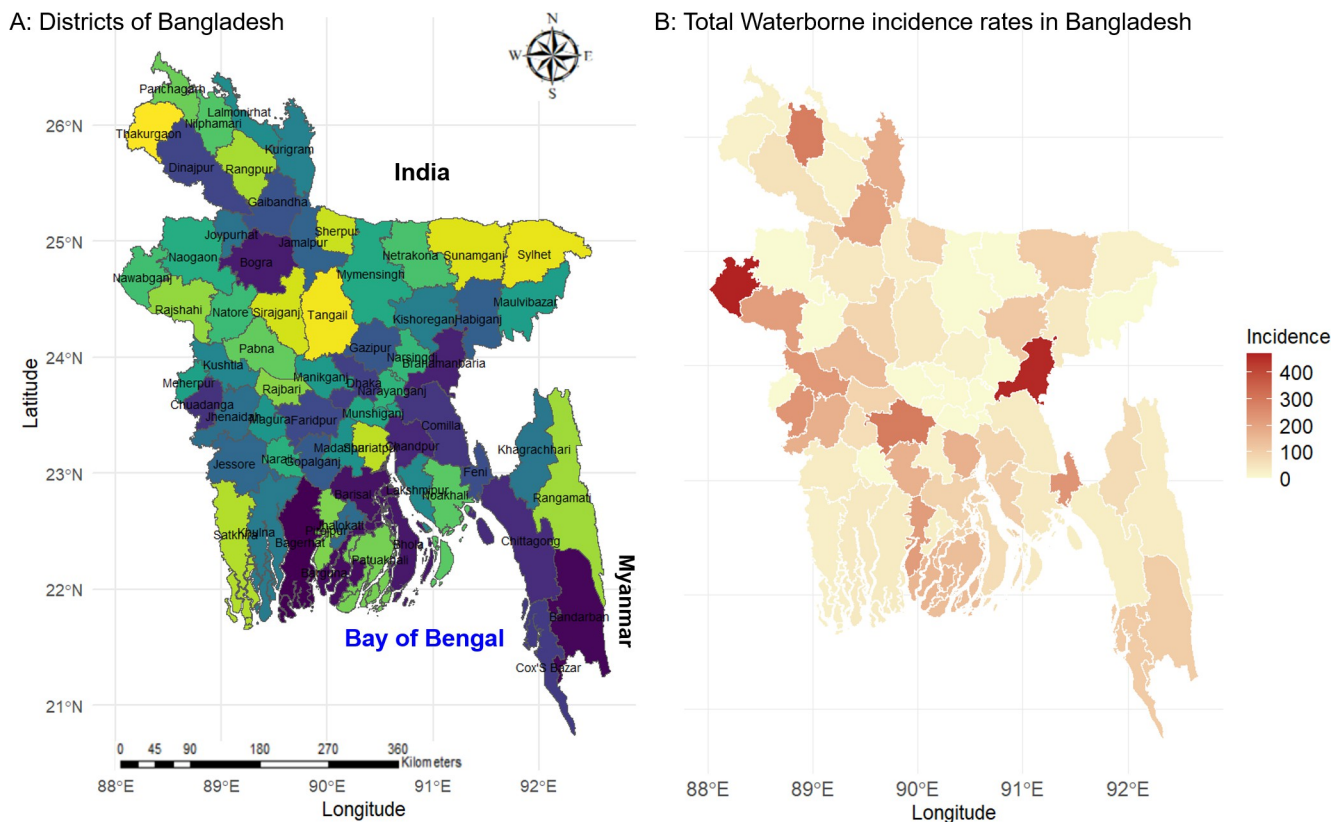 A: Districts of Bangladesh
B: Total Waterborne incidence rates in Bangladesh
N
W E
S
26°N
25°N
24°N
23°N
22°N
21°N
Latitude
Panchagarh
Lalmonirhat
Nilphamari
Thakurgaon
Kurigram
Dinajpur
Rangpur
India
Gaibandha
Sherpur
Joypurhat
Jamalpur
Naogaon
Bogra
Netrakona
Sunamganj
Sylhet
Mymensingh
Nawabganj
Maulvibazar
Rajshahi
Natore
Sirajganj
Tangail
Kishoreganj
Habiganj
Pabna
Gazipur
Narsingdi
Kushtia
Brahamanbaria
Meherpur
Manikganj
Dhaka
Rajbari
Narayanganj
Chuadanga
Jhenaidah
Magura
Faridpur
Munshiganj
Comilla
Madaripur
Shariatpur
Chandpur
Khagrachhari
Jessore
Narail
Gopalganj
Feni
Barisal
Lakshmipur
Noakhali
Rangamati
Satkhira
Khulna
Jhalokati
Pirojpur
Bagerhat
Bhola
Chittagong
Patuakhali
Barguna
Myanmar
Bandarban
Bay of Bengal
Cox'S Bazar
0 45 90 180 270 360
Kilometers
88°E 89°E 90°E 91°E 92°E
Longitude
Incidence
400
300
200
100
0
88°E 89°E 90°E 91°E 92°E
Longitude